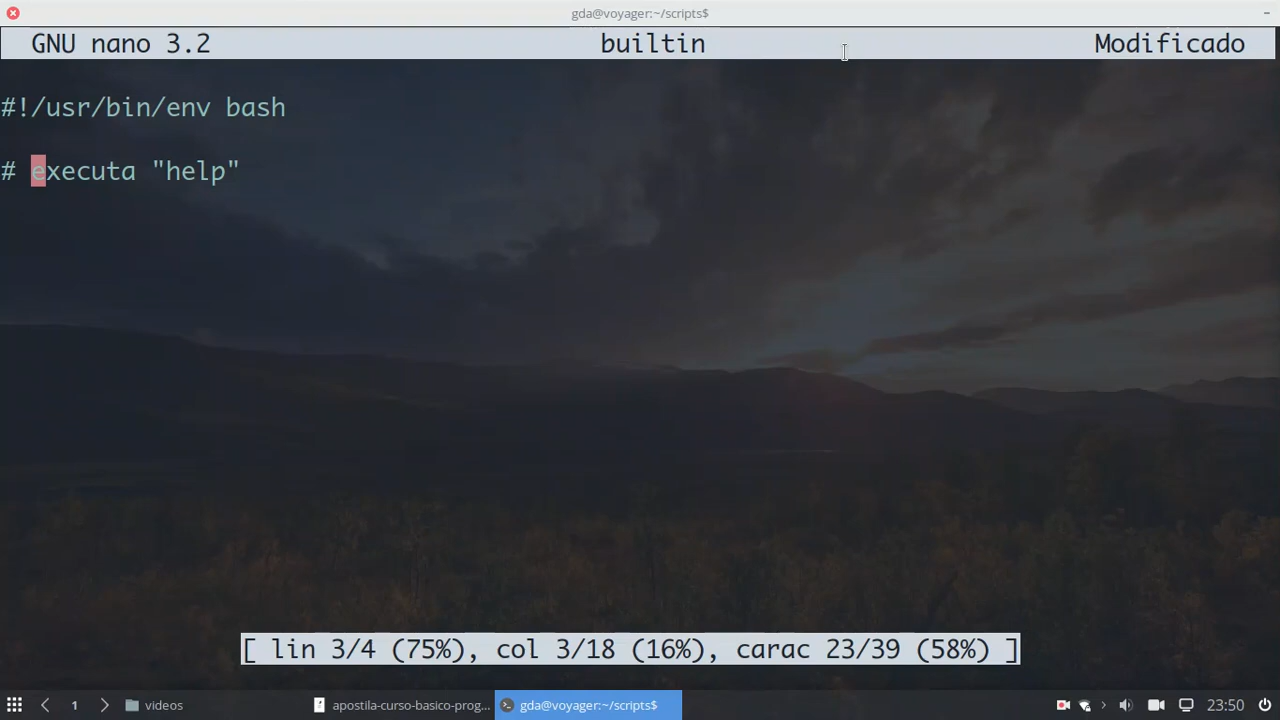 gda@voyager:~/scripts$
GNU nano 3.2 builtin Modificado
#!/usr/bin/env bash
# executa "help"
[ lin 3/4 (75%), col 3/18 (16%), carac 23/39 (58%) ]
1 videos apostila-curso-basico-prog... gda@voyager:~/scripts$ 23:50